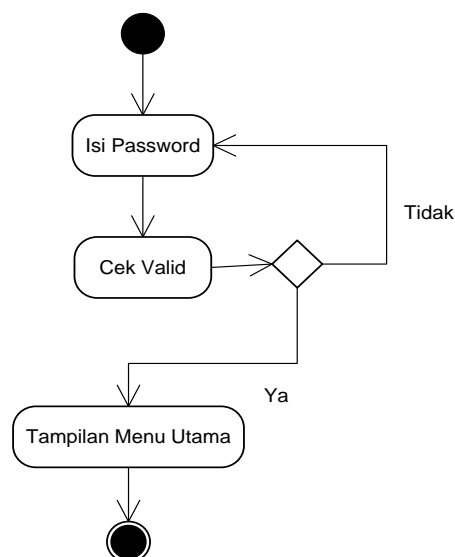 Isi Password
Tidak
Cek Valid
Ya
Tampilan Menu Utama